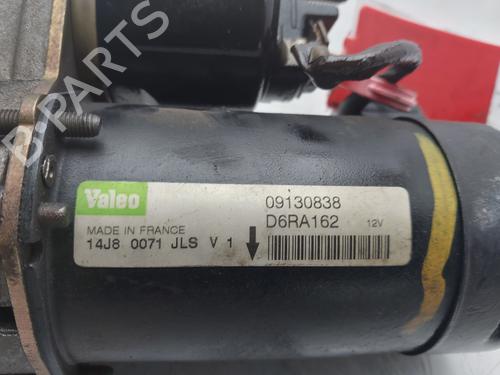 B-PARTS
Valeo
09130838
MADE IN FRANCE
D6RA162 12V
14J8 0071 JLS V 1